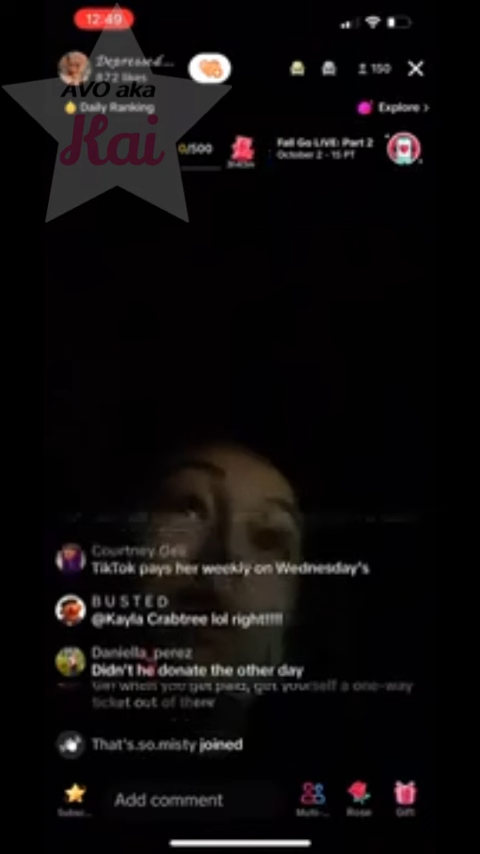 12:49
Depressed...
872 likes
150
AVO aka
Kai
Daily Ranking
Explore >
0/500
Fall Go LIVE: Part 2
October 2 - 15 PT
Courtney Geli
TikTok pays her weekly on Wednesday's
BUSTED
@Kayla Crabtree lol right!!!!
Daniella_perez
Didn't he donate the other day
Girl when you get paid, get yourself a one-way
ticket out of there
That's.so.misty joined
Add comment
Subsc...
Multi-...
Rose
Gift